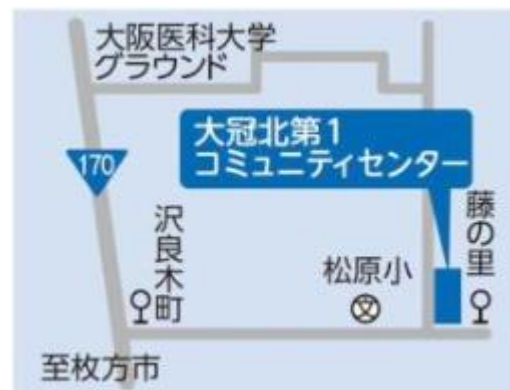 大阪医科大学
グラウンド
大冠北第1
コミュニティセンター
170
沢良木町
松原小
文
藤の里
至枚方市